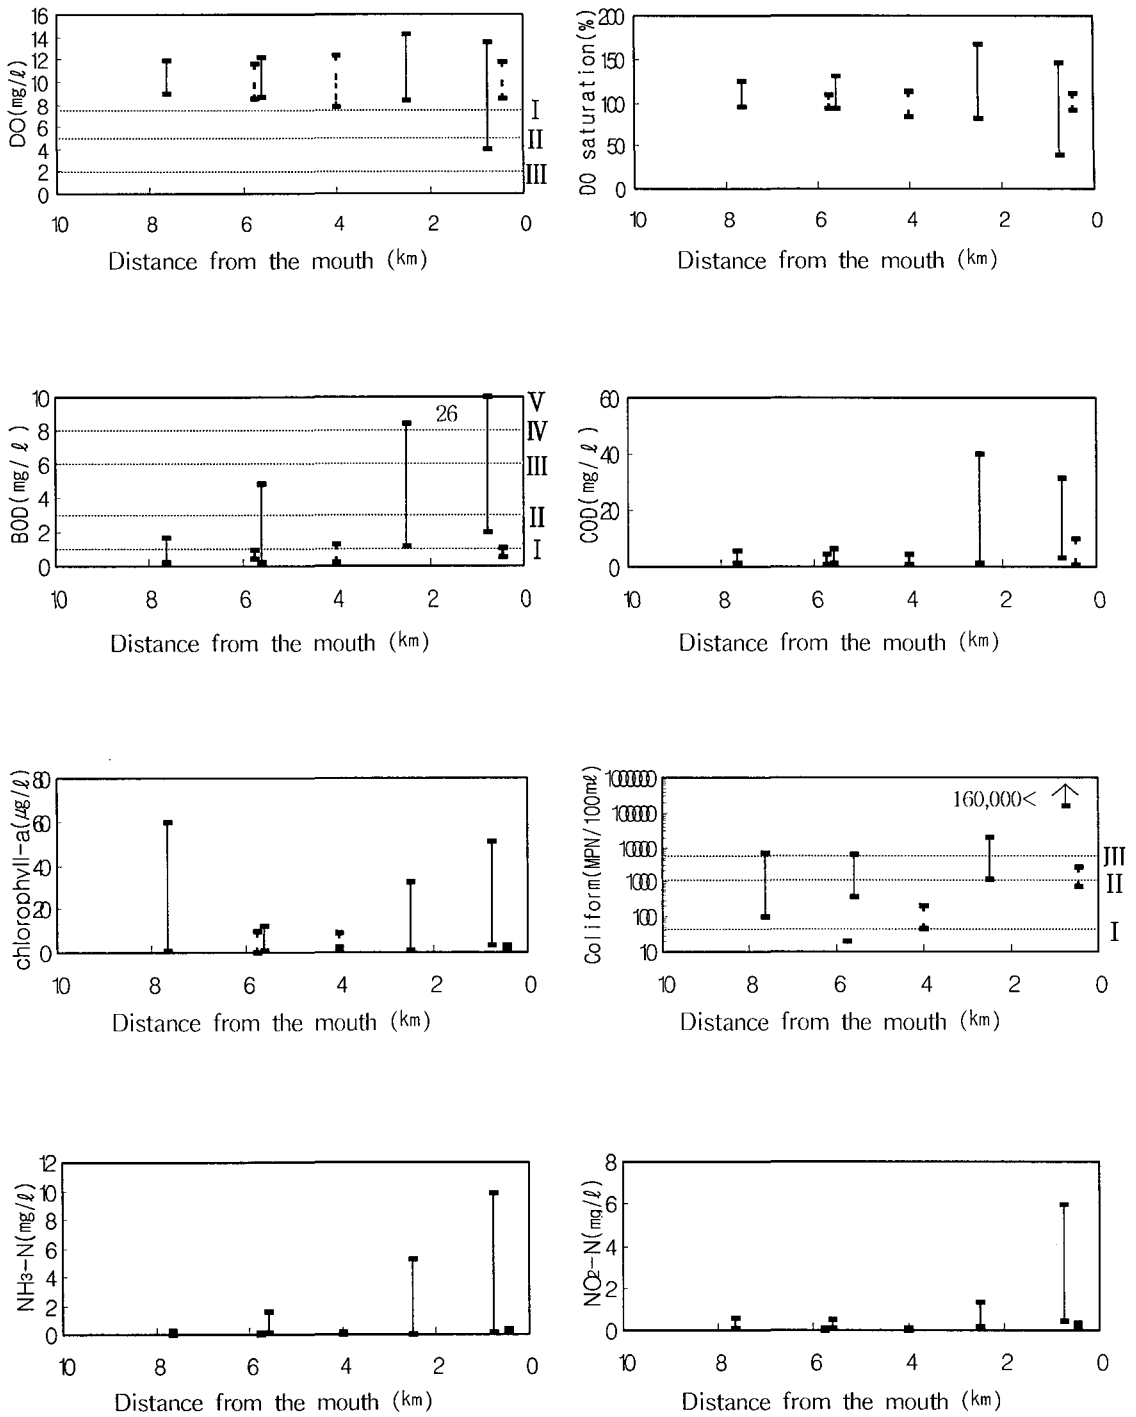 DO(mg/ℓ)
16
14
12
10
8
6
4
2
0
I
II
III
10 8 6 4 2 0
Distance from the mouth (km)
DO saturation(%)
200
150
100
50
0
10 8 6 4 2 0
Distance from the mouth (km)
BOD(mg/ℓ)
10
8
6
4
2
0
26
V
IV
III
II
I
10 8 6 4 2 0
Distance from the mouth (km)
COD(mg/ℓ)
60
40
20
0
10 8 6 4 2 0
Distance from the mouth (km)
chlorophyll-a(μg/ℓ)
80
60
40
20
0
10 8 6 4 2 0
Distance from the mouth (km)
Coliform(MPN/100mℓ)
100000
10000
1000
100
10
160,000<
III
II
I
10 8 6 4 2 0
Distance from the mouth (km)
NH3-N(mg/ℓ)
12
10
8
6
4
2
0
10 8 6 4 2 0
Distance from the mouth (km)
NO2-N(mg/ℓ)
8
6
4
2
0
10 8 6 4 2 0
Distance from the mouth (km)